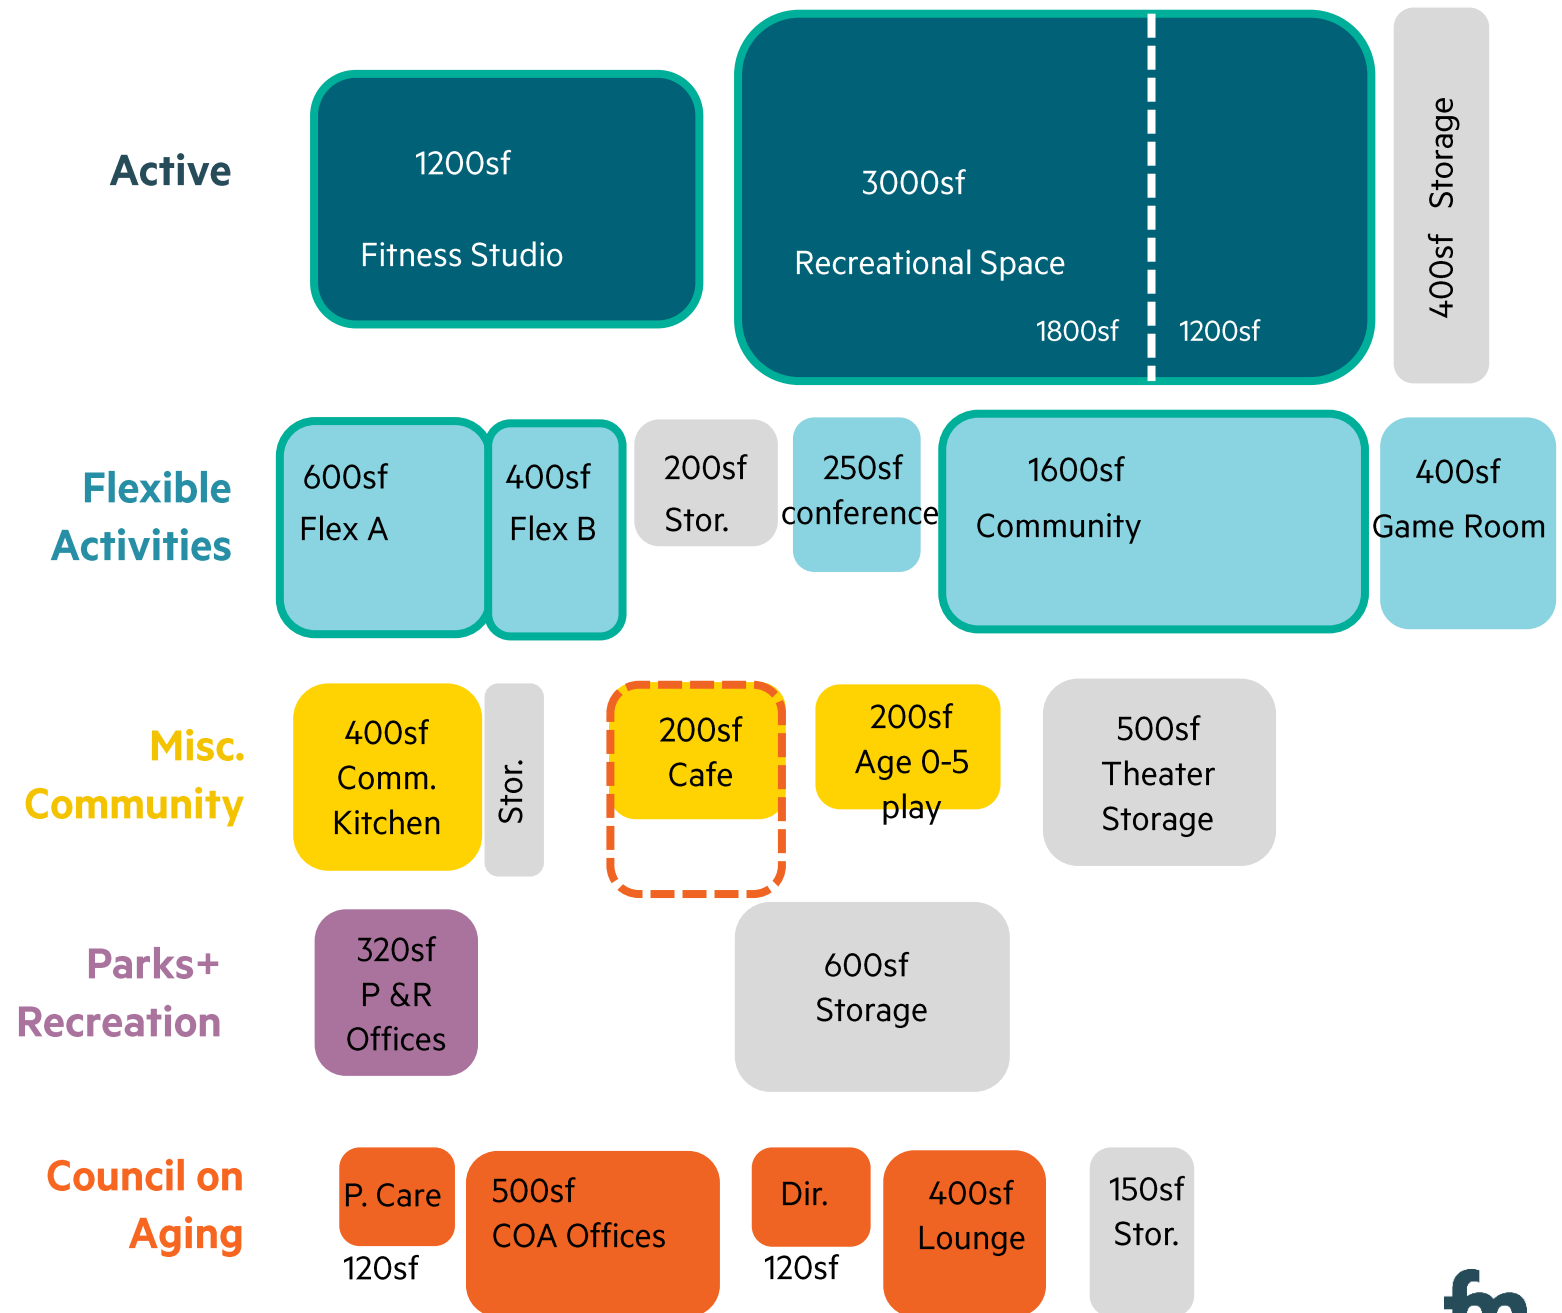 Active
1200sf
Fitness Studio
3000sf
Recreational Space
1800sf
1200sf
400sf Storage
Flexible
Activities
600sf
Flex A
400sf
Flex B
200sf
Stor.
250sf
conference
1600sf
Community
400sf
Game Room
Misc.
Community
400sf
Comm.
Kitchen
Stor.
200sf
Cafe
200sf
Age 0-5
play
500sf
Theater
Storage
Parks+
Recreation
320sf
P &R
Offices
600sf
Storage
Council on
Aging
P. Care
120sf
500sf
COA Offices
Dir.
120sf
400sf
Lounge
150sf
Stor.